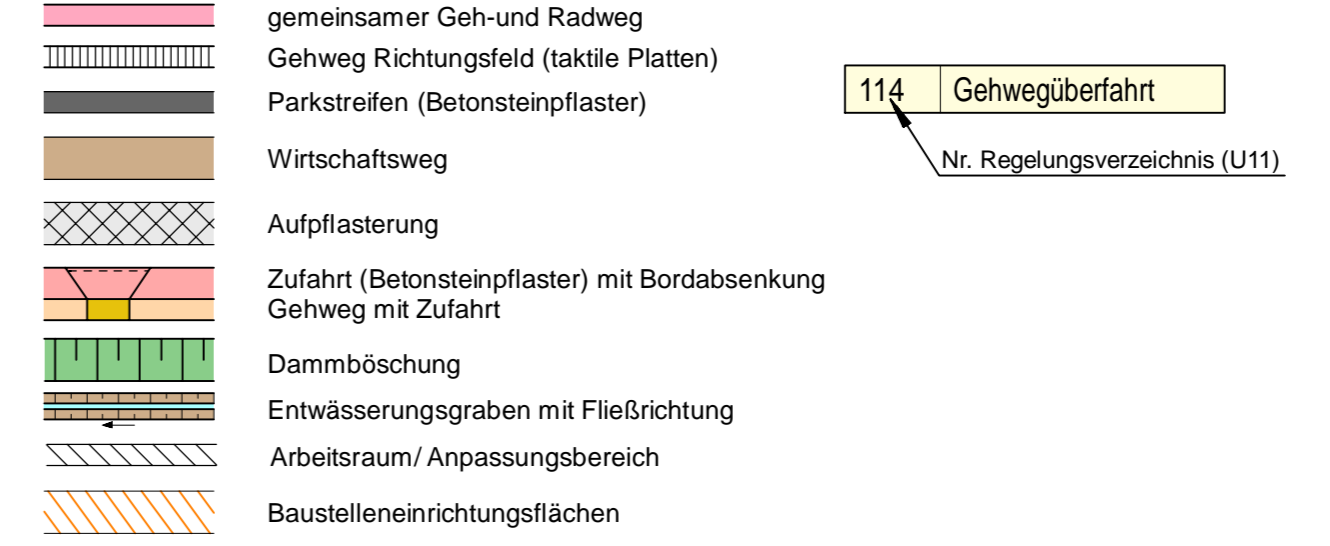 gemeinsamer Geh-und Radweg
Gehweg Richtungsfeld (taktile Platten)
Parkstreifen (Betonsteinpflaster)
Wirtschaftsweg
Aufpflasterung
Zufahrt (Betonsteinpflaster) mit Bordabsenkung
Gehweg mit Zufahrt
Dammböschung
Entwässerungsgraben mit Fließrichtung
Arbeitsraum/ Anpassungsbereich
Baustelleneinrichtungsflächen
114 Gehwegüberfahrt
Nr. Regelungsverzeichnis (U11)